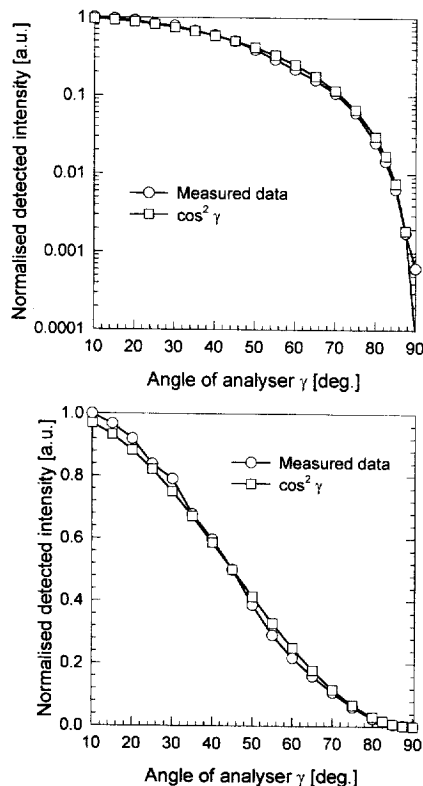 Normalised detected intensity [a.u.]
1
0.1
0.01
0.001
0.0001
Measured data
cos² γ
10 20 30 40 50 60 70 80 90
Angle of analyser γ [deg.]
Normalised detected intensity [a.u.]
1.0
0.8
0.6
0.4
0.2
0.0
Measured data
cos² γ
10 20 30 40 50 60 70 80 90
Angle of analyser γ [deg.]